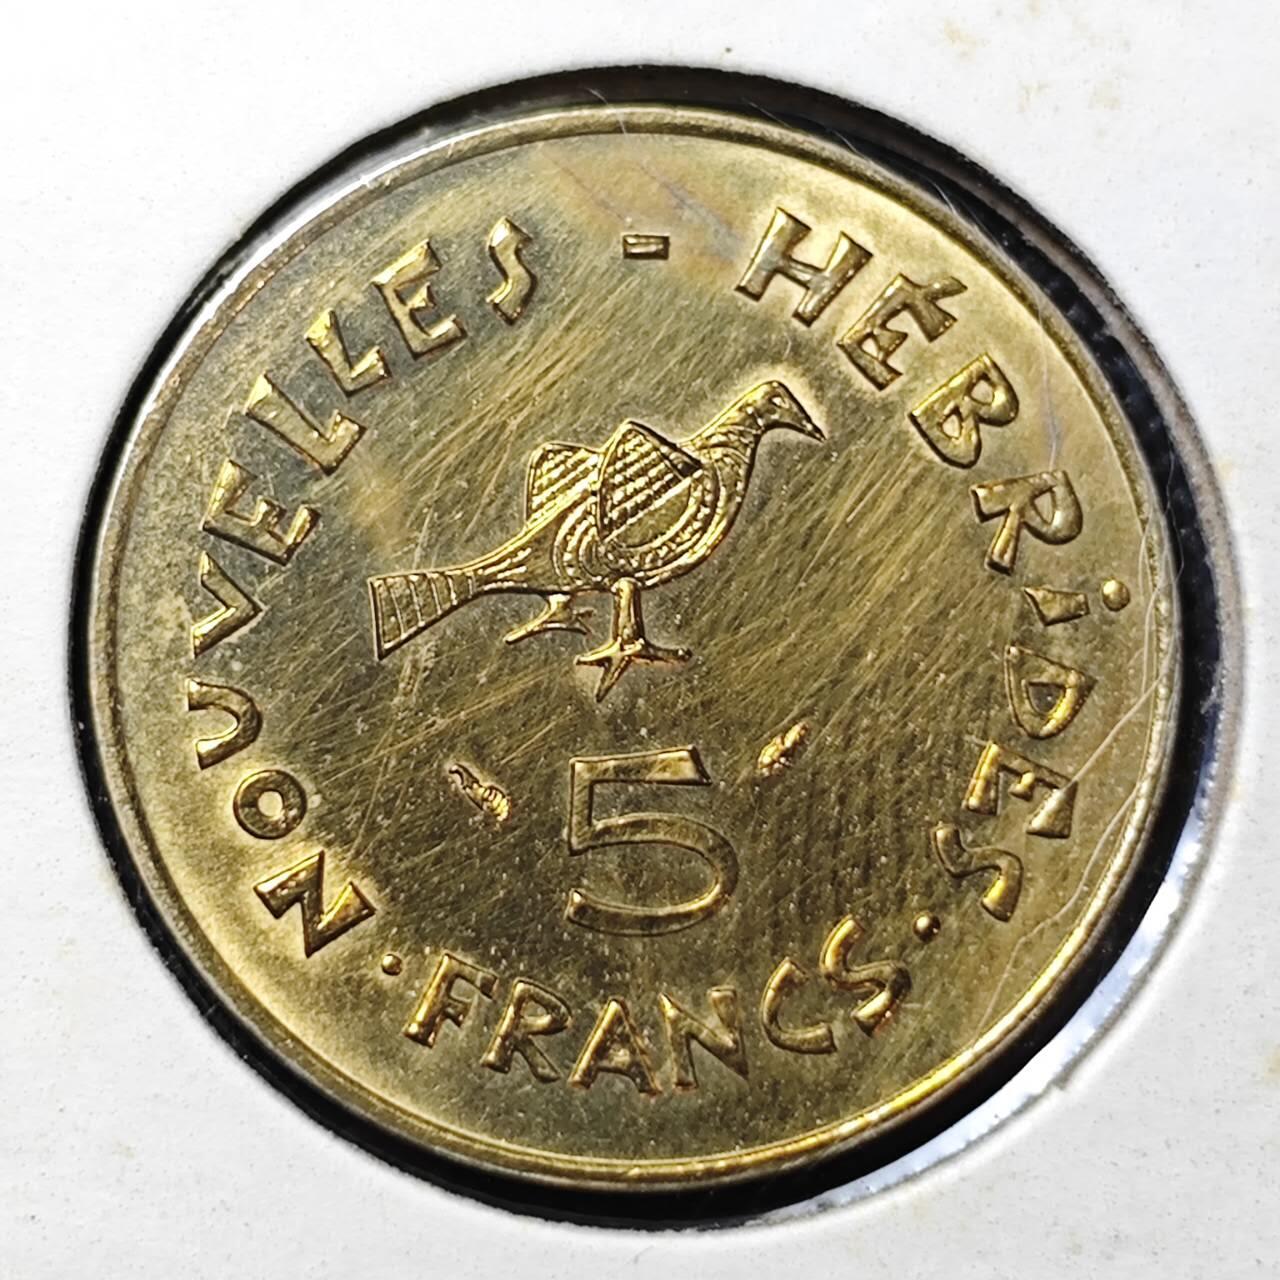 NOUVELLES - HÉBRiDES
5
· FRANCS ·